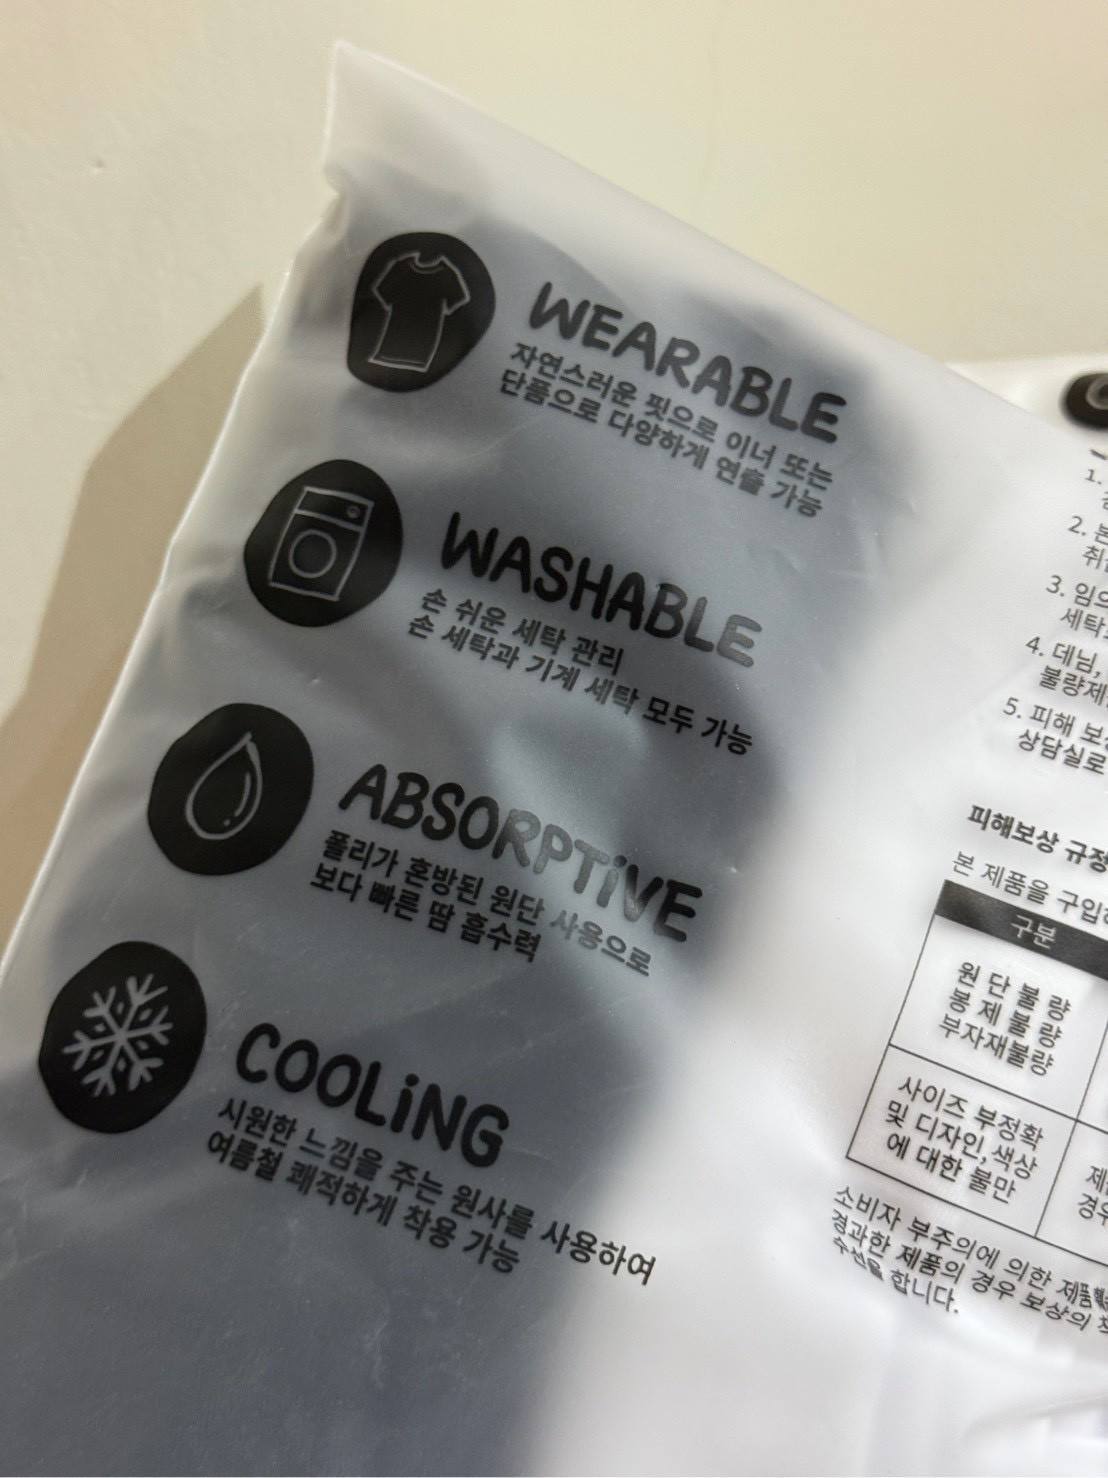 WEARABLE
자연스러운 핏으로 이너 또는
단품으로 다양하게 연출 가능
WASHABLE
손 쉬운 세탁 관리
손 세탁과 기계 세탁 모두 가능
ABSORPTiVE
폴리가 혼방된 원단 사용으로
보다 빠른 땀 흡수력
COOLiNG
시원한 느낌을 주는 원사를 사용하여
여름철 쾌적하게 착용 가능
1.
2.
3.
4. 데님,
5. 피해
상담실로
피해보상 규정
본 제품을
구분
원 단 불 량
봉 제 불 량
부자재불량
사이즈 부정확
및 디자인, 색상
에 대한 불만
소비자 부주의에 의한
경과한 제품의 경우 보상의
합니다.